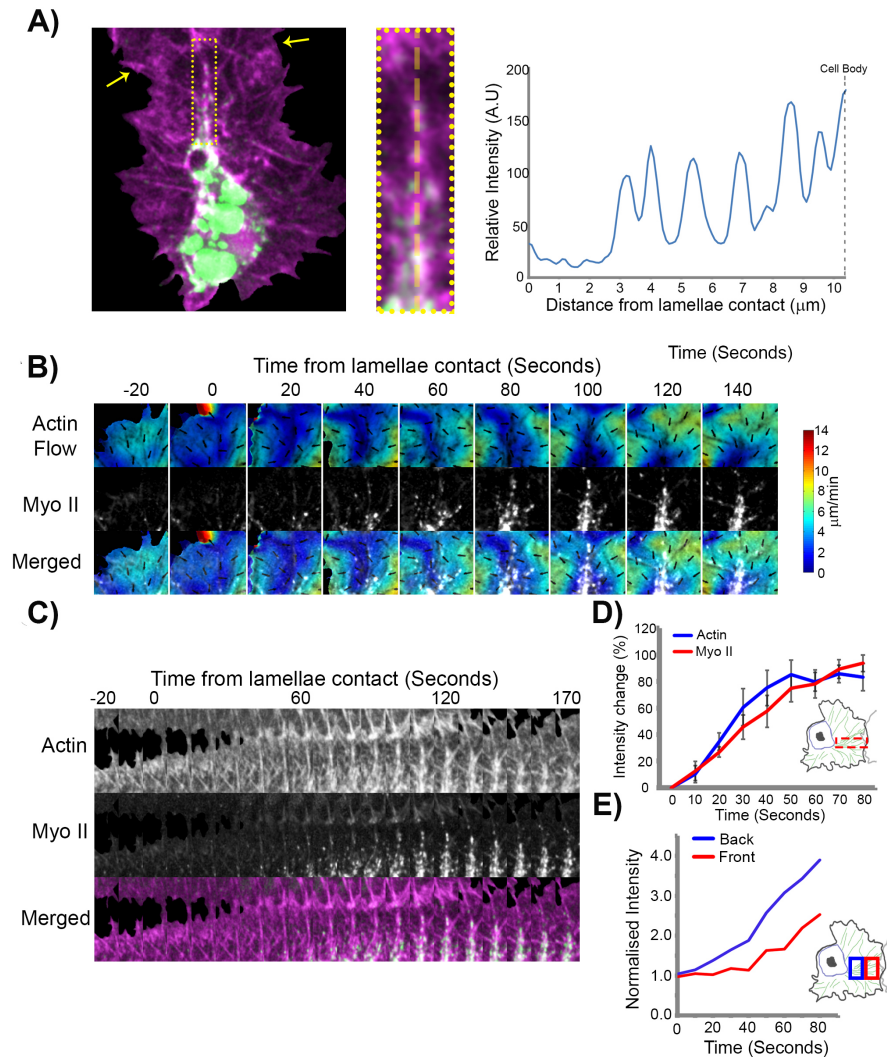 A)
Relative Intensity (A.U)
200
150
100
50
0
Cell Body
0 1 2 3 4 5 6 7 8 9 10
Distance from lamellae contact (μm)
B)
Time from lamellae contact (Seconds)
Time (Seconds)
-20 0 20 40 60 80 100 120 140
Actin
Flow
Myo II
Merged
14
12
10
8
6
4
2
0
μm/min
C)
Time from lamellae contact (Seconds)
-20 0 60 120 170
Actin
Myo II
Merged
D)
Intensity change (%)
120
100
80
60
40
20
0
Actin
Myo II
0 10 20 30 40 50 60 70 80
Time (Seconds)
E)
Normalised Intensity
4.0
3.0
2.0
1.0
0.0
Back
Front
0 20 40 60 80
Time (Seconds)